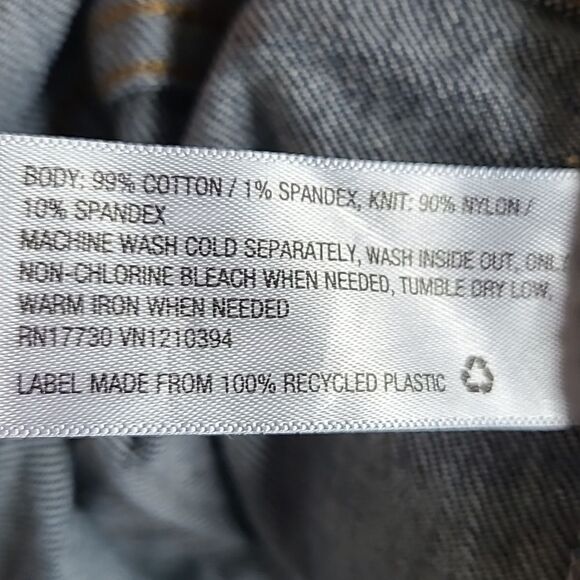 BODY: 99% COTTON / 1% SPANDEX, KNIT: 90% NYLON /
10% SPANDEX
MACHINE WASH COLD SEPARATELY, WASH INSIDE OUT, ONLY
NON-CHLORINE BLEACH WHEN NEEDED, TUMBLE DRY LOW,
WARM IRON WHEN NEEDED
RN17730 VN1210394
LABEL MADE FROM 100% RECYCLED PLASTIC